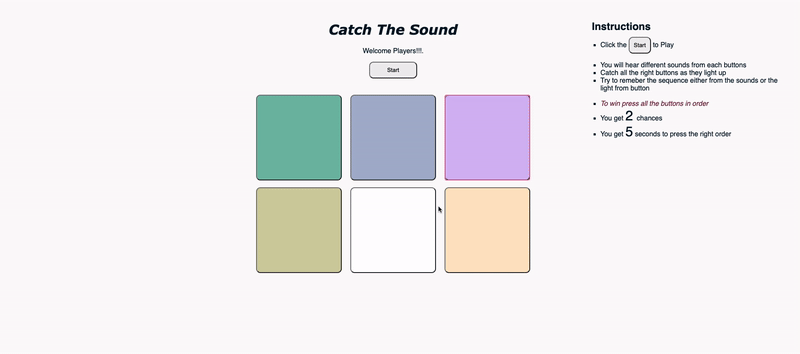 Catch The Sound
Welcome Players!!!.
Start
Instructions
Click the Start to Play
You will hear different sounds from each buttons
Catch all the right buttons as they light up
Try to remeber the sequence either from the sounds or the
light from button
To win press all the buttons in order
You get 2 chances
You get 5 seconds to press the right order